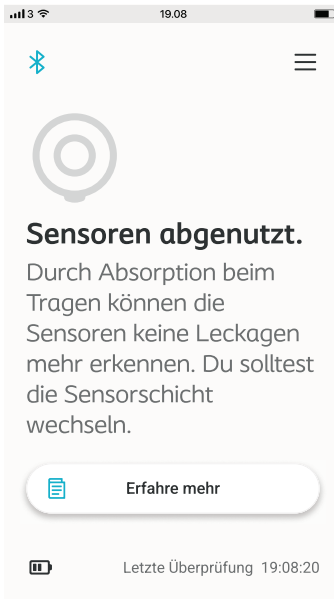 3
19.08
Sensoren abgenutzt.
Durch Absorption beim
Tragen können die
Sensoren keine Leckagen
mehr erkennen. Du solltest
die Sensorschicht
wechseln.
Erfahre mehr
Letzte Überprüfung 19:08:20